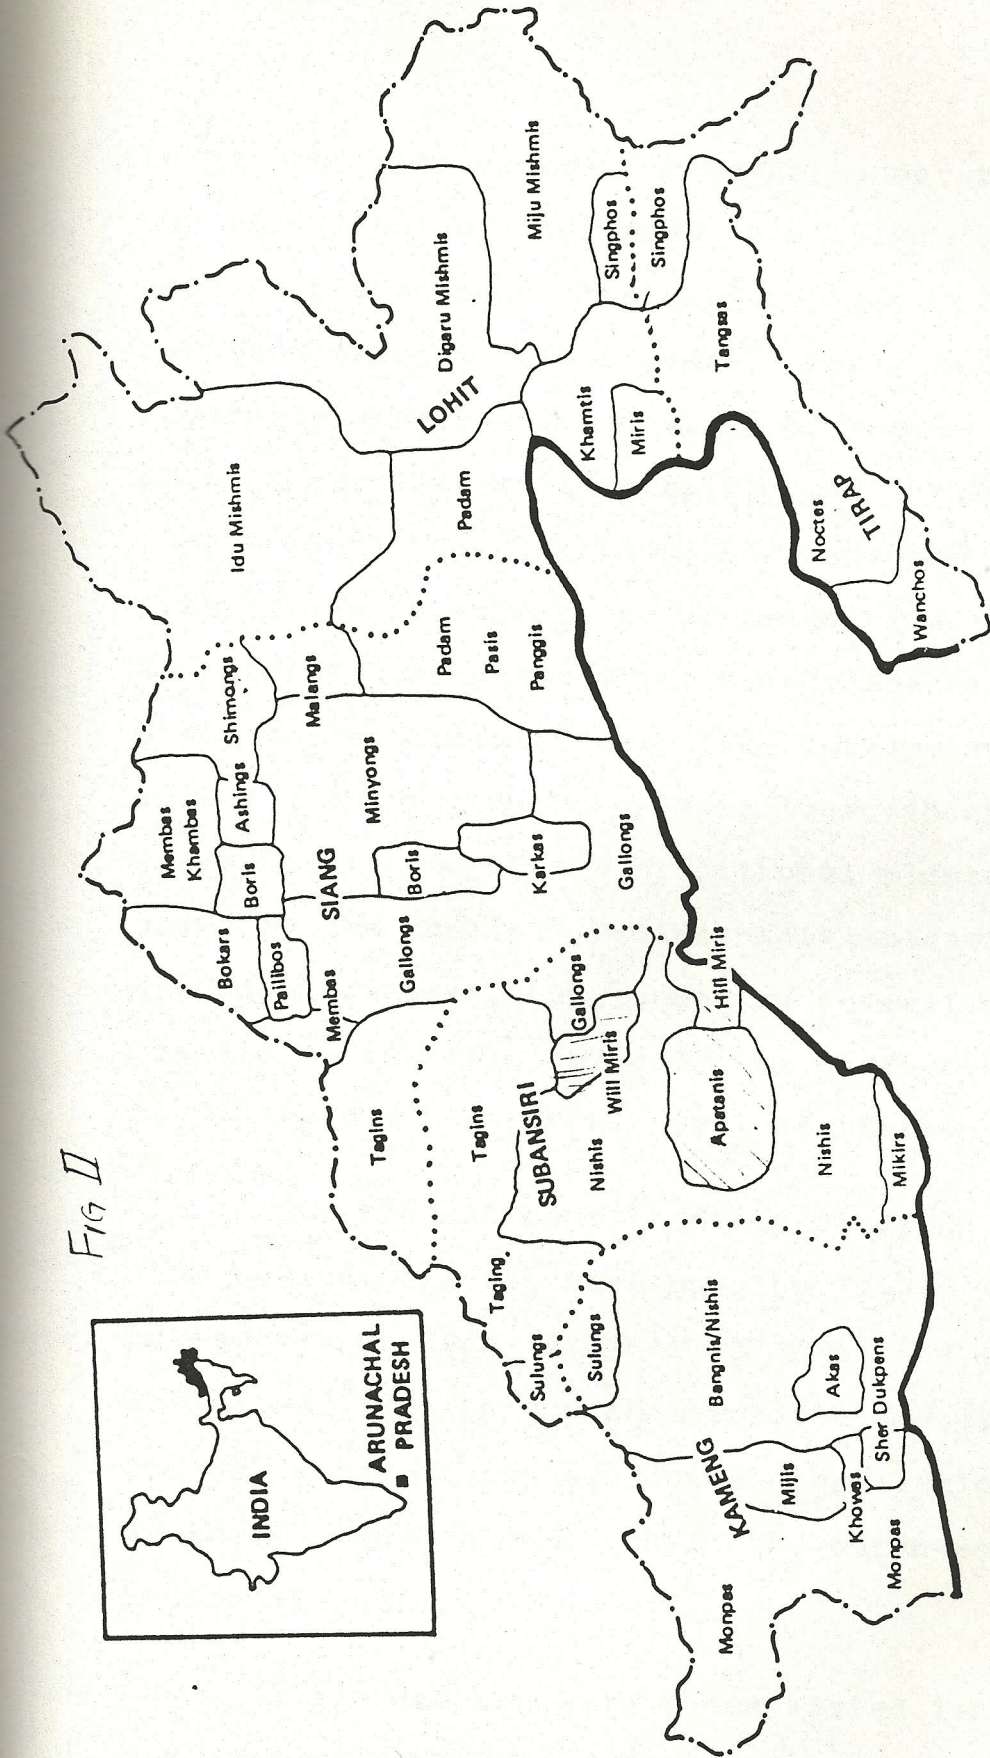 FIG II
INDIA
ARUNACHAL
PRADESH
Monpas
Monpas
KAMENG
Mijis
Khowas
Sher Dukpens
Akas
Bangnis/Nishis
Sulungs
Sulungs
Taging
Tagins
Tagins
SUBANSIRI
Nishis
Will Miris
Gallongs
Apatanis
Hill Miris
Nishis
Mikirs
Membas
Bokars
Pailibos
Gallongs
SIANG
Boris
Membas
Khambas
Ashings
Shimangs
Boris
Karkas
Gallongs
Minyongs
Malangs
Padam
Pasis
Panggis
Idu Mishmis
Padam
LOHIT
Digaru Mishmis
Miju Mishmis
Khamtis
Miris
Singphos
Singphos
Tangsas
Noctes
TIRAP
Wanchos